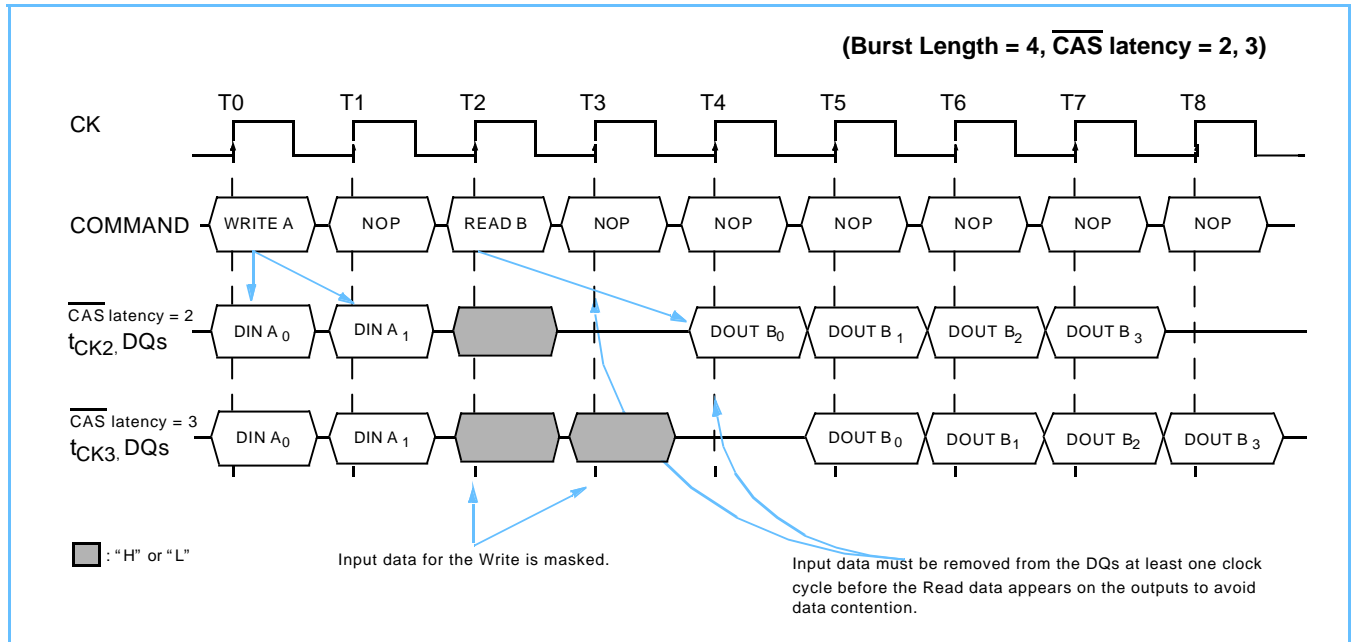 (Burst Length = 4, CAS latency = 2, 3)
T0 T1 T2 T3 T4 T5 T6 T7 T8
CK
COMMAND WRITE A NOP READ B NOP NOP NOP NOP NOP NOP
CAS latency = 2
tCK2, DQs DIN A0 DIN A1 DOUT B0 DOUT B1 DOUT B2 DOUT B3
CAS latency = 3
tCK3, DQs DIN A0 DIN A1 DOUT B0 DOUT B1 DOUT B2 DOUT B3
: "H" or "L"
Input data for the Write is masked.
Input data must be removed from the DQs at least one clock
cycle before the Read data appears on the outputs to avoid
data contention.